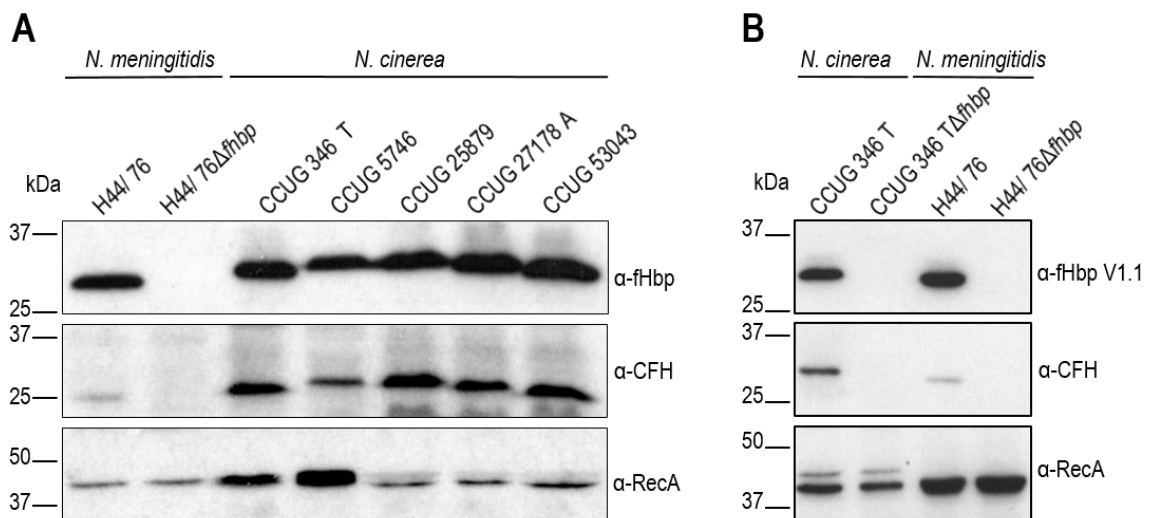 A
B
N. meningitidis N. cinerea
N. cinerea N. meningitidis
H44/ 76
H44/ 76Δfhbp
CCUG 346 T
CCUG 5746
CCUG 25879
CCUG 27178 A
CCUG 53043
CCUG 346 T
CCUG 346 TΔfhbp
H44/ 76
H44/ 76Δfhbp
kDa
37
25
α-fHbp
37
25
α-CFH
50
37
α-RecA
kDa
37
25
α-fHbp V1.1
37
25
α-CFH
50
37
α-RecA